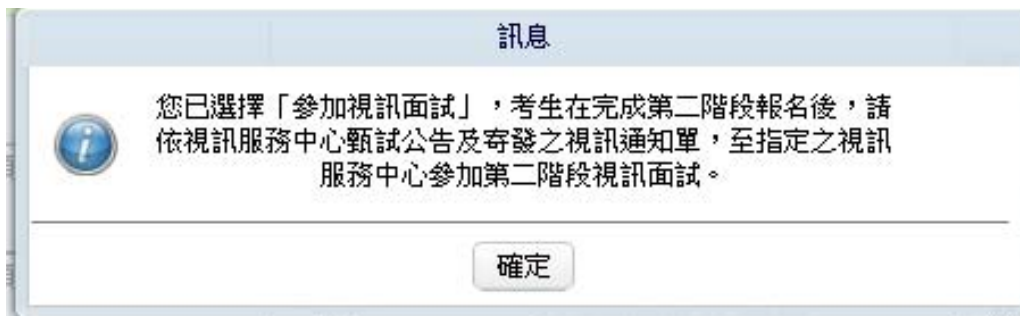 訊息
您已選擇「參加視訊面試」，考生在完成第二階段報名後，請
依視訊服務中心甄試公告及寄發之視訊通知單，至指定之視訊
服務中心參加第二階段視訊面試。
確定